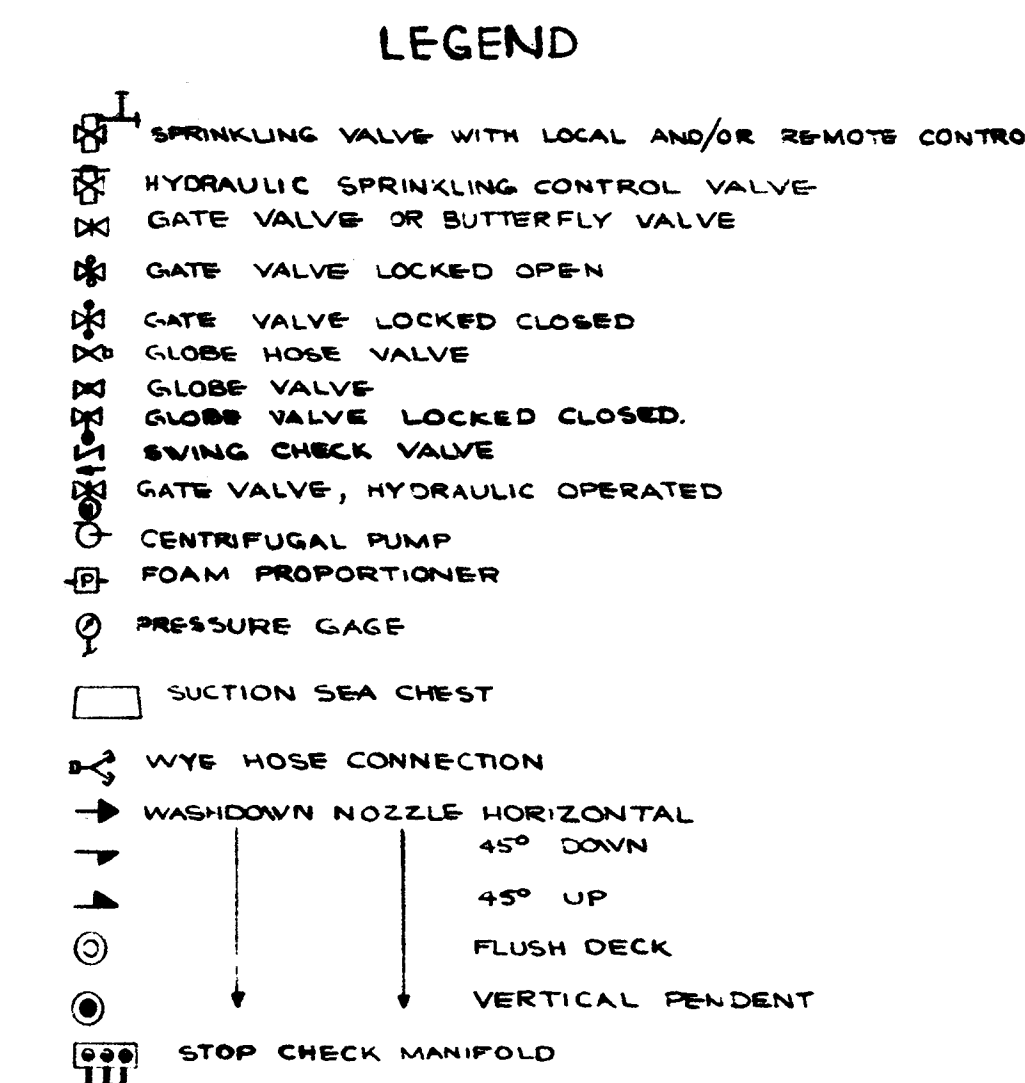 LEGEND
SPRINKLING VALVE WITH LOCAL AND/OR REMOTE CONTRO
HYDRAULIC SPRINKLING CONTROL VALVE
GATE VALVE OR BUTTERFLY VALVE
GATE VALVE LOCKED OPEN
GATE VALVE LOCKED CLOSED
GLOBE HOSE VALVE
GLOBE VALVE
GLOBE VALVE LOCKED CLOSED.
SWING CHECK VALVE
GATE VALVE, HYDRAULIC OPERATED
CENTRIFUGAL PUMP
P FOAM PROPORTIONER
PRESSURE GAGE
SUCTION SEA CHEST
WYE HOSE CONNECTION
WASHDOWN NOZZLE HORIZONTAL
45° DOWN
45° UP
FLUSH DECK
VERTICAL PENDENT
STOP CHECK MANIFOLD